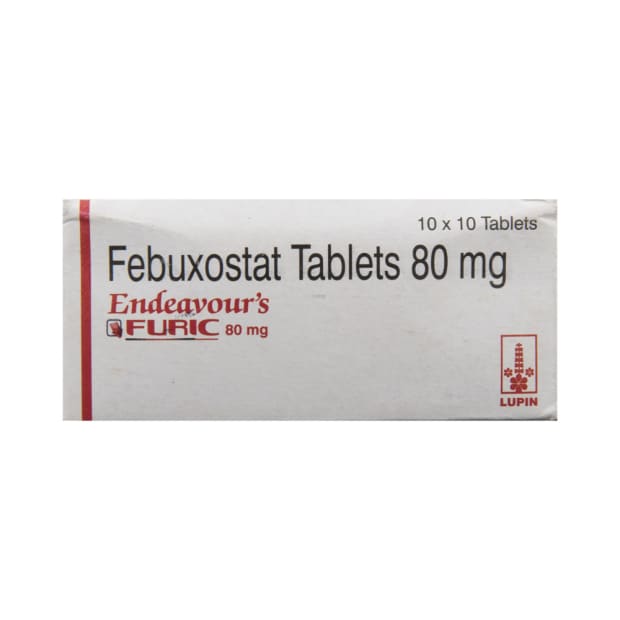 10 x 10 Tablets
Febuxostat Tablets 80 mg
Endeavour's
FURIC 80 mg
LUPIN